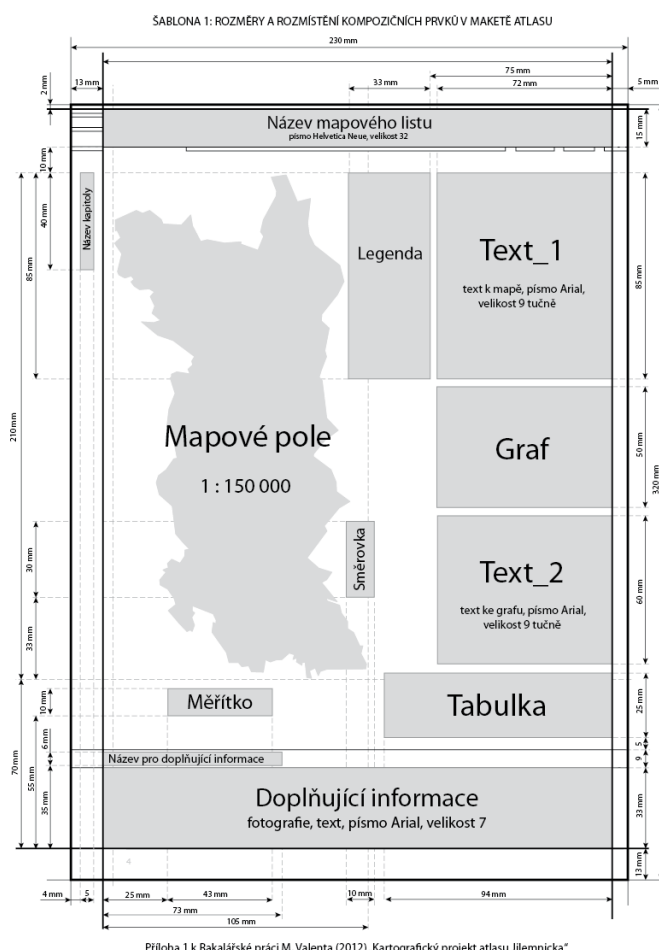 ŠABLONA 1: ROZMĚRY A ROZMÍSTĚNÍ KOMPOZIČNÍCH PRVKŮ V MAKETĚ ATLASU
230 mm
75 mm
13 mm
33 mm
72 mm
5 mm
2 mm
Název mapového listu
písmo Helvetica Neue, velikost 32
15 mm
10 mm
40 mm
Název kapitoly
85 mm
Legenda
Text_1
text k mapě, písmo Arial,
velikost 9 tučně
85 mm
210 mm
Mapové pole
1 : 150 000
Graf
50 mm
320 mm
30 mm
Směrovka
Text_2
text ke grafu, písmo Arial,
velikost 9 tučně
60 mm
33 mm
10 mm
Měřítko
Tabulka
25 mm
6 mm
5
70 mm
55 mm
Název pro doplňující informace
9
35 mm
Doplňující informace
fotografie, text, písmo Arial, velikost 7
33 mm
4
13 mm
4 mm
5
25 mm
43 mm
10 mm
94 mm
73 mm
105 mm
Příloha 1 k Bakalářské práci M. Valenta (2012) „Kartografický projekt atlasu Jilemnicka“